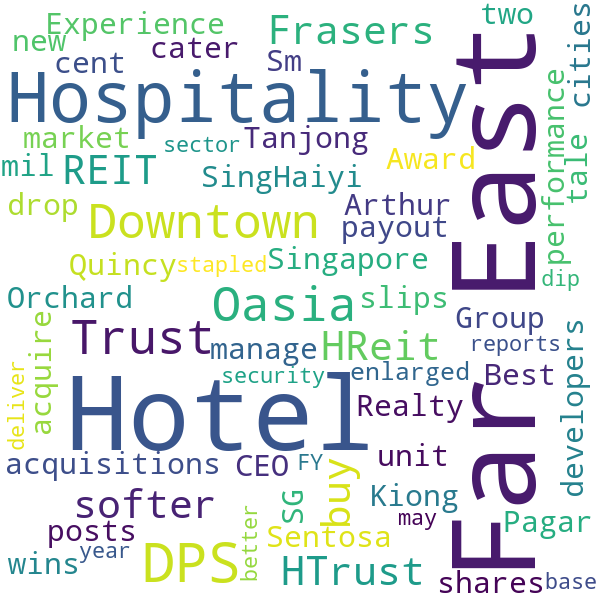 Experience
new
cent
cater
Frasers
Sm
two
cities
Hospitality
Far East
market
sector
Tanjong
mil
REIT
SingHaiyi
Award
performance
tale
drop
Downtown
Arthur
payout
Quincy
stapled
Singapore
dip
Orchard
Oasia
slips
Group
Trust
manage
HReit
reports
acquire
security
enlarged
Best
developers
deliver
Hotel
Realty
acquisitions
CEO
FY
unit
softer
SG
buy
Kiong
posts
better
may
Pagar
Sentosa
wins
year
DPS
HTrust
shares
base